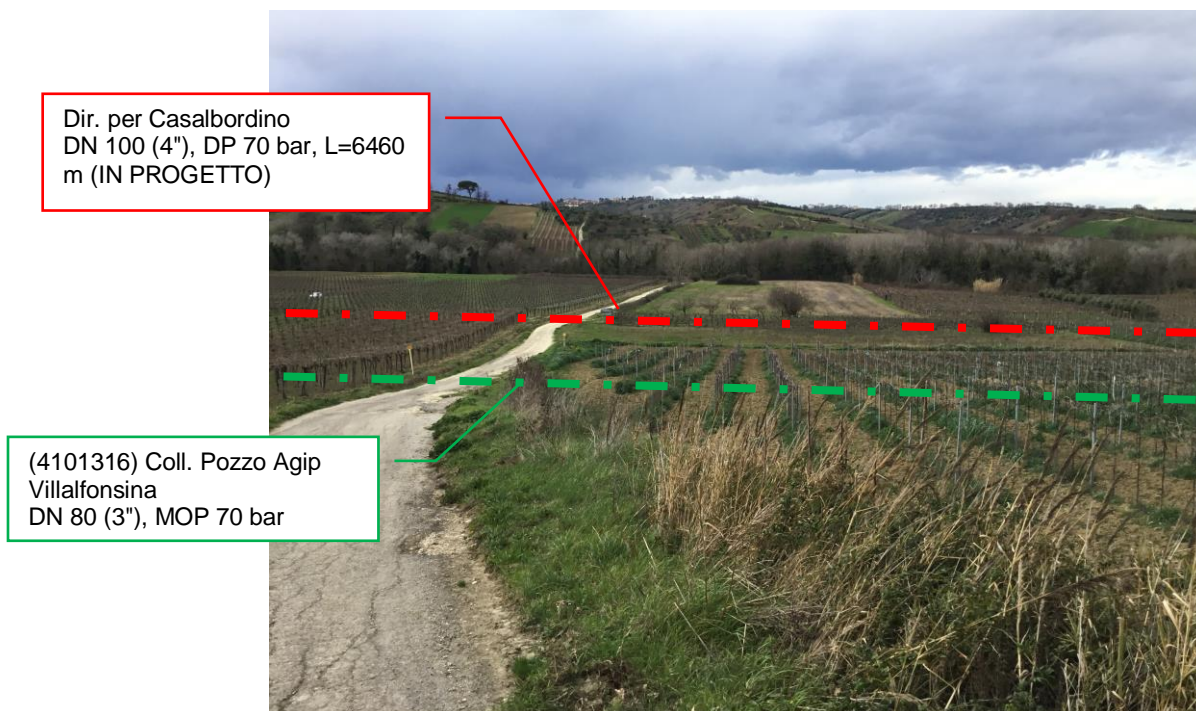 Dir. per Casalbordino
DN 100 (4"), DP 70 bar, L=6460
m (IN PROGETTO)
(4101316) Coll. Pozzo Agip
Villalfonsina
DN 80 (3"), MOP 70 bar